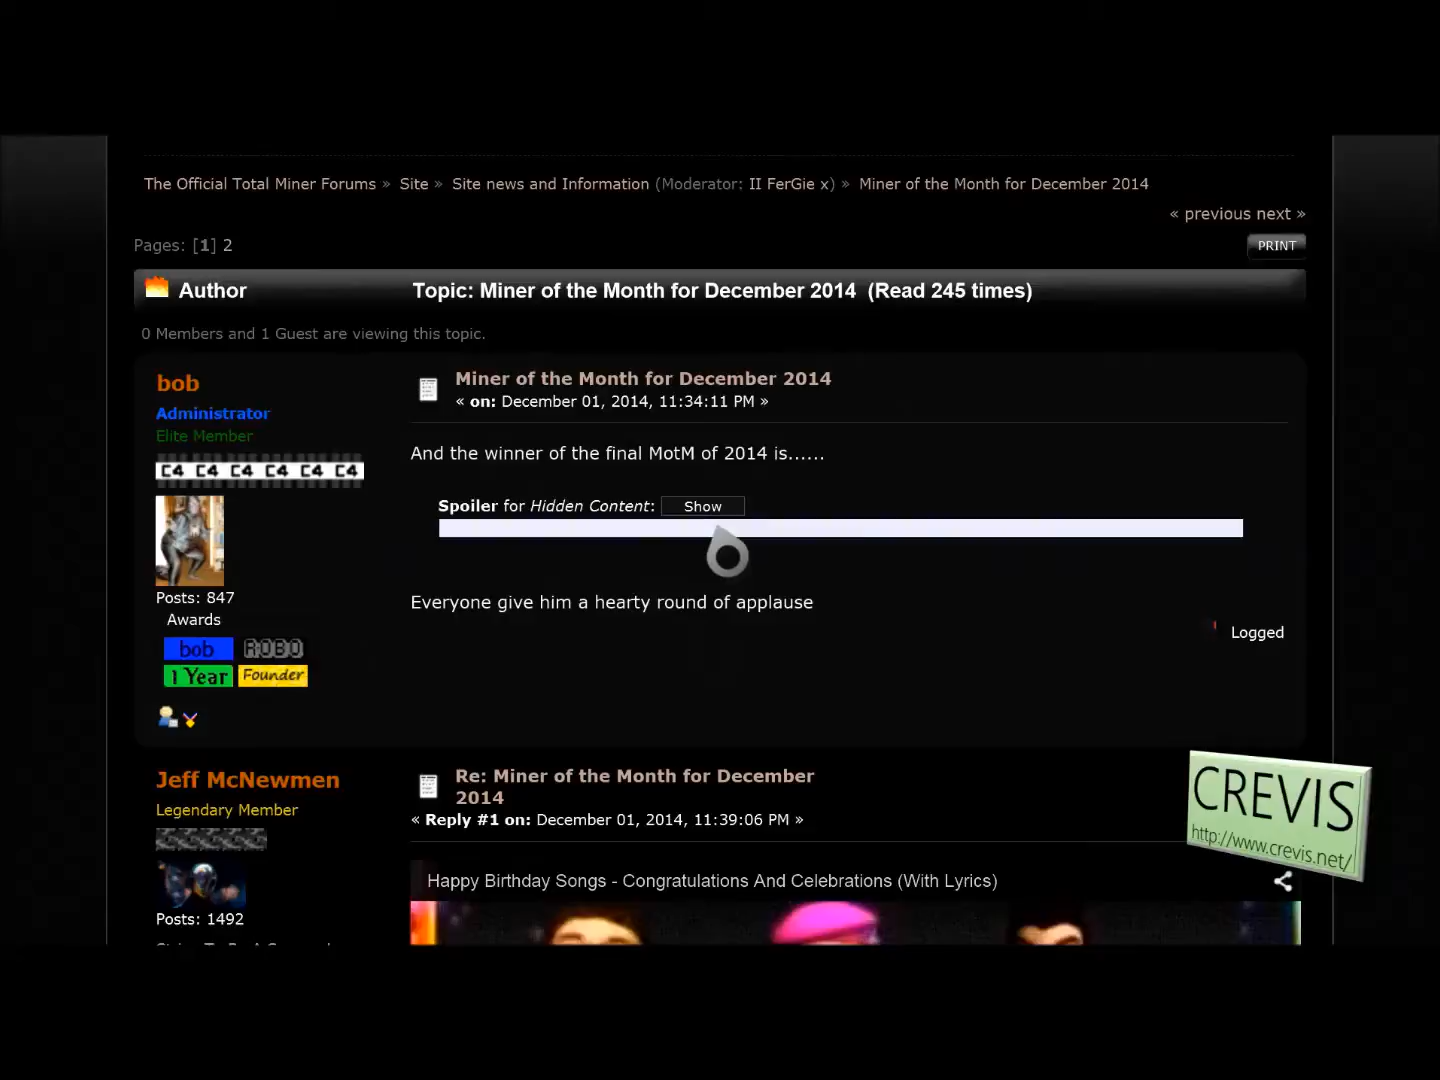 The Official Total Miner Forums » Site » Site news and Information (Moderator: II FerGie x) » Miner of the Month for December 2014
« previous next »
Pages: [1] 2
PRINT
Author
Topic: Miner of the Month for December 2014 (Read 245 times)
0 Members and 1 Guest are viewing this topic.
bob
Administrator
Elite Member
C4 C4 C4 C4 C4 C4
Posts: 847
Awards
bob ROBO
1 Year Founder
Miner of the Month for December 2014
« on: December 01, 2014, 11:34:11 PM »
And the winner of the final MotM of 2014 is......
Spoiler for Hidden Content: Show
Everyone give him a hearty round of applause
Logged
Jeff McNewmen
Legendary Member
Posts: 1492
Re: Miner of the Month for December
2014
« Reply #1 on: December 01, 2014, 11:39:06 PM »
Happy Birthday Songs - Congratulations And Celebrations (With Lyrics)
CREVIS
http://www.crevis.net/